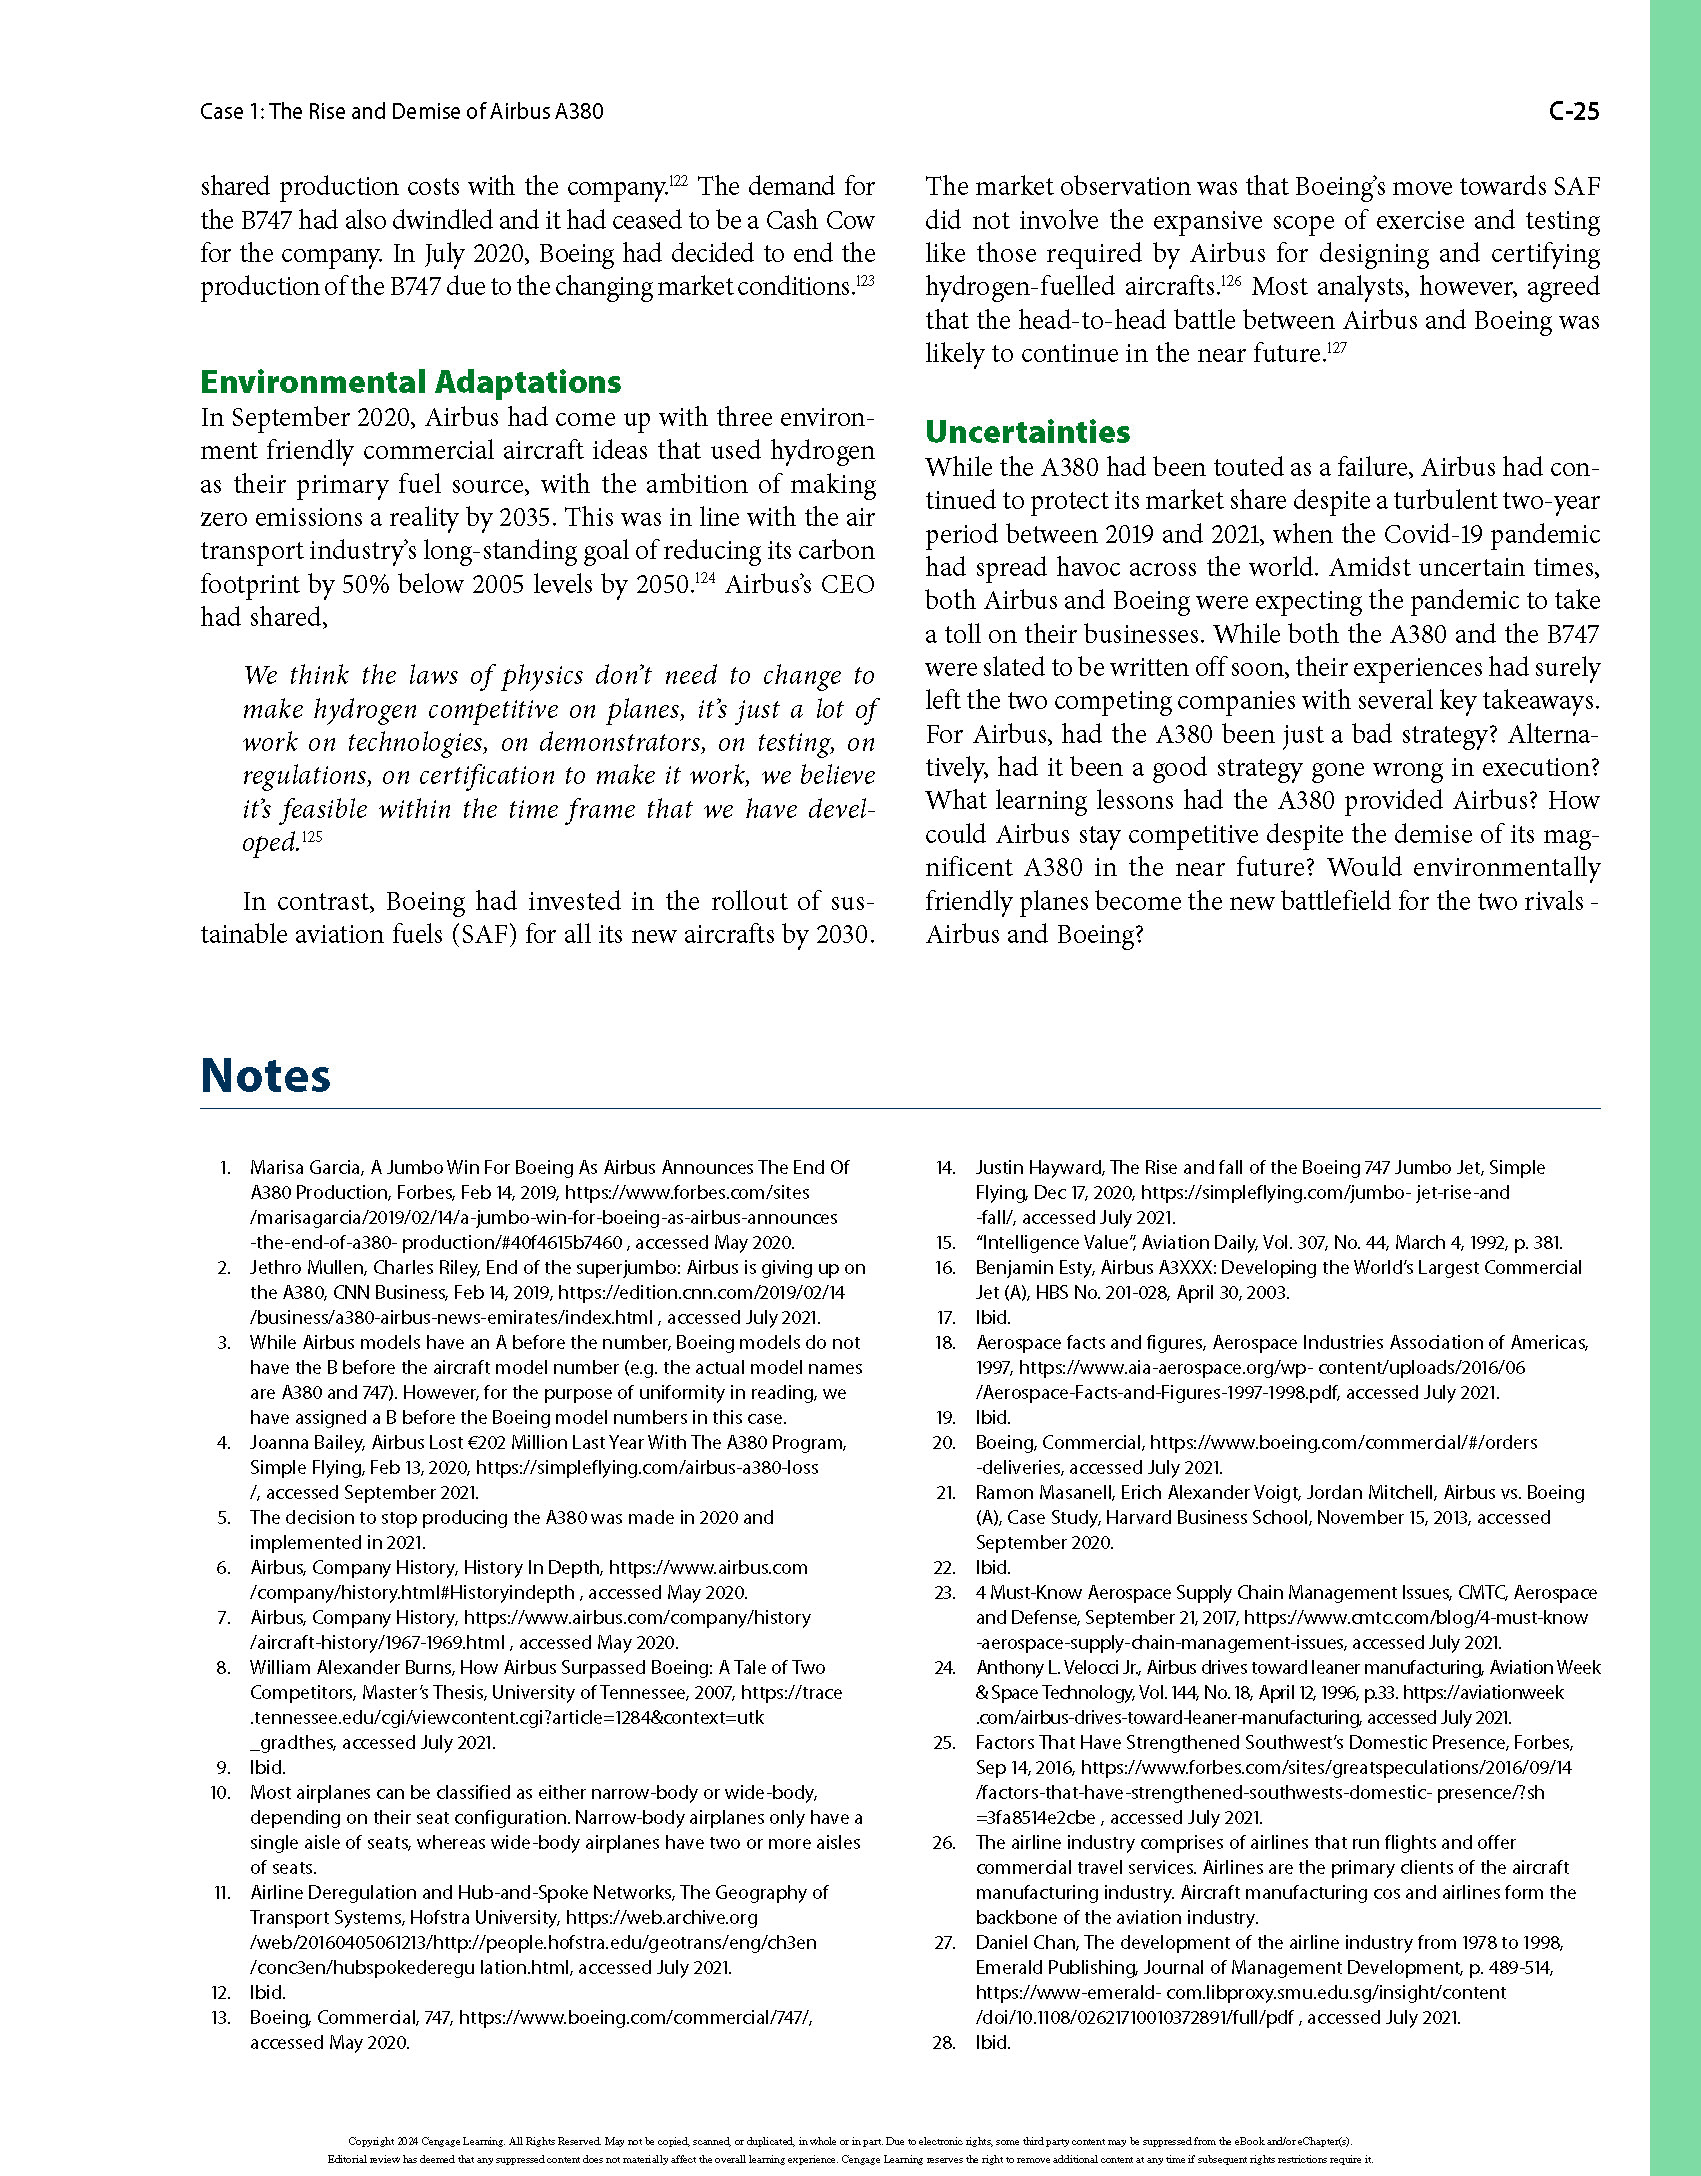 Case 1: The Rise and Demise of Airbus A380
C-25
shared production costs with the company.122 The demand for
the B747 had also dwindled and it had ceased to be a Cash Cow
for the company. In July 2020, Boeing had decided to end the
production of the B747 due to the changing market conditions.123
Environmental Adaptations
In September 2020, Airbus had come up with three environ-
ment friendly commercial aircraft ideas that used hydrogen
as their primary fuel source, with the ambition of making
zero emissions a reality by 2035. This was in line with the air
transport industry’s long-standing goal of reducing its carbon
footprint by 50% below 2005 levels by 2050.124 Airbus’s CEO
had shared,
We think the laws of physics don’t need to change to
make hydrogen competitive on planes, it’s just a lot of
work on technologies, on demonstrators, on testing, on
regulations, on certification to make it work, we believe
it’s feasible within the time frame that we have devel-
oped.125
In contrast, Boeing had invested in the rollout of sus-
tainable aviation fuels (SAF) for all its new aircrafts by 2030.
The market observation was that Boeing’s move towards SAF
did not involve the expansive scope of exercise and testing
like those required by Airbus for designing and certifying
hydrogen-fuelled aircrafts.126 Most analysts, however, agreed
that the head-to-head battle between Airbus and Boeing was
likely to continue in the near future.127
Uncertainties
While the A380 had been touted as a failure, Airbus had con-
tinued to protect its market share despite a turbulent two-year
period between 2019 and 2021, when the Covid-19 pandemic
had spread havoc across the world. Amidst uncertain times,
both Airbus and Boeing were expecting the pandemic to take
a toll on their businesses. While both the A380 and the B747
were slated to be written off soon, their experiences had surely
left the two competing companies with several key takeaways.
For Airbus, had the A380 been just a bad strategy? Alterna-
tively, had it been a good strategy gone wrong in execution?
What learning lessons had the A380 provided Airbus? How
could Airbus stay competitive despite the demise of its mag-
nificent A380 in the near future? Would environmentally
friendly planes become the new battlefield for the two rivals -
Airbus and Boeing?
Notes
1. Marisa Garcia, A Jumbo Win For Boeing As Airbus Announces The End Of
A380 Production, Forbes, Feb 14, 2019, https://www.forbes.com/sites
/marisagarcia/2019/02/14/a-jumbo-win-for-boeing-as-airbus-announces
-the-end-of-a380- production/#40f4615b7460 , accessed May 2020.
2. Jethro Mullen, Charles Riley, End of the superjumbo: Airbus is giving up on
the A380, CNN Business, Feb 14, 2019, https://edition.cnn.com/2019/02/14
/business/a380-airbus-news-emirates/index.html , accessed July 2021.
3. While Airbus models have an A before the number, Boeing models do not
have the B before the aircraft model number (e.g. the actual model names
are A380 and 747). However, for the purpose of uniformity in reading, we
have assigned a B before the Boeing model numbers in this case.
4. Joanna Bailey, Airbus Lost €202 Million Last Year With The A380 Program,
Simple Flying, Feb 13, 2020, https://simpleflying.com/airbus-a380-loss
/, accessed September 2021.
5. The decision to stop producing the A380 was made in 2020 and
implemented in 2021.
6. Airbus, Company History, History In Depth, https://www.airbus.com
/company/history.html#Historyindepth , accessed May 2020.
7. Airbus, Company History, https://www.airbus.com/company/history
/aircraft-history/1967-1969.html , accessed May 2020.
8. William Alexander Burns, How Airbus Surpassed Boeing: A Tale of Two
Competitors, Master’s Thesis, University of Tennessee, 2007, https://trace
.tennessee.edu/cgi/viewcontent.cgi?article=1284&context=utk
_gradthes, accessed July 2021.
9. Ibid.
10. Most airplanes can be classified as either narrow-body or wide-body,
depending on their seat configuration. Narrow-body airplanes only have a
single aisle of seats, whereas wide-body airplanes have two or more aisles
of seats.
11. Airline Deregulation and Hub-and-Spoke Networks, The Geography of
Transport Systems, Hofstra University, https://web.archive.org
/web/20160405061213/http://people.hofstra.edu/geotrans/eng/ch3en
/conc3en/hubspokederegu lation.html, accessed July 2021.
12. Ibid.
13. Boeing, Commercial, 747, https://www.boeing.com/commercial/747/,
accessed May 2020.
14. Justin Hayward, The Rise and fall of the Boeing 747 Jumbo Jet, Simple
Flying, Dec 17, 2020, https://simpleflying.com/jumbo- jet-rise-and
-fall/, accessed July 2021.
15. “Intelligence Value”, Aviation Daily, Vol. 307, No. 44, March 4, 1992, p. 381.
16. Benjamin Esty, Airbus A3XXX: Developing the World’s Largest Commercial
Jet (A), HBS No. 201-028, April 30, 2003.
17. Ibid.
18. Aerospace facts and figures, Aerospace Industries Association of Americas,
1997, https://www.aia-aerospace.org/wp- content/uploads/2016/06
/Aerospace-Facts-and-Figures-1997-1998.pdf, accessed July 2021.
19. Ibid.
20. Boeing, Commercial, https://www.boeing.com/commercial/#/orders
-deliveries, accessed July 2021.
21. Ramon Masanell, Erich Alexander Voigt, Jordan Mitchell, Airbus vs. Boeing
(A), Case Study, Harvard Business School, November 15, 2013, accessed
September 2020.
22. Ibid.
23. 4 Must-Know Aerospace Supply Chain Management Issues, CMTC, Aerospace
and Defense, September 21, 2017, https://www.cmtc.com/blog/4-must-know
-aerospace-supply-chain-management-issues, accessed July 2021.
24. Anthony L. Velocci Jr., Airbus drives toward leaner manufacturing, Aviation Week
& Space Technology, Vol. 144, No. 18, April 12, 1996, p.33. https://aviationweek
.com/airbus-drives-toward-leaner-manufacturing, accessed July 2021.
25. Factors That Have Strengthened Southwest’s Domestic Presence, Forbes,
Sep 14, 2016, https://www.forbes.com/sites/greatspeculations/2016/09/14
/factors-that-have-strengthened-southwests-domestic- presence/?sh
=3fa8514e2cbe , accessed July 2021.
26. The airline industry comprises of airlines that run flights and offer
commercial travel services. Airlines are the primary clients of the aircraft
manufacturing industry. Aircraft manufacturing cos and airlines form the
backbone of the aviation industry.
27. Daniel Chan, The development of the airline industry from 1978 to 1998,
Emerald Publishing, Journal of Management Development, p. 489-514,
https://www-emerald- com.libproxy.smu.edu.sg/insight/content
/doi/10.1108/02621710010372891/full/pdf , accessed July 2021.
28. Ibid.
Copyright 2024 Cengage Learning. All Rights Reserved. May not be copied, scanned, or duplicated, in whole or in part. Due to electronic rights, some third party content may be suppressed from the eBook and/or eChapter(s).
Editorial review has deemed that any suppressed content does not materially affect the overall learning experience. Cengage Learning reserves the right to remove additional content at any time if subsequent rights restrictions require it.